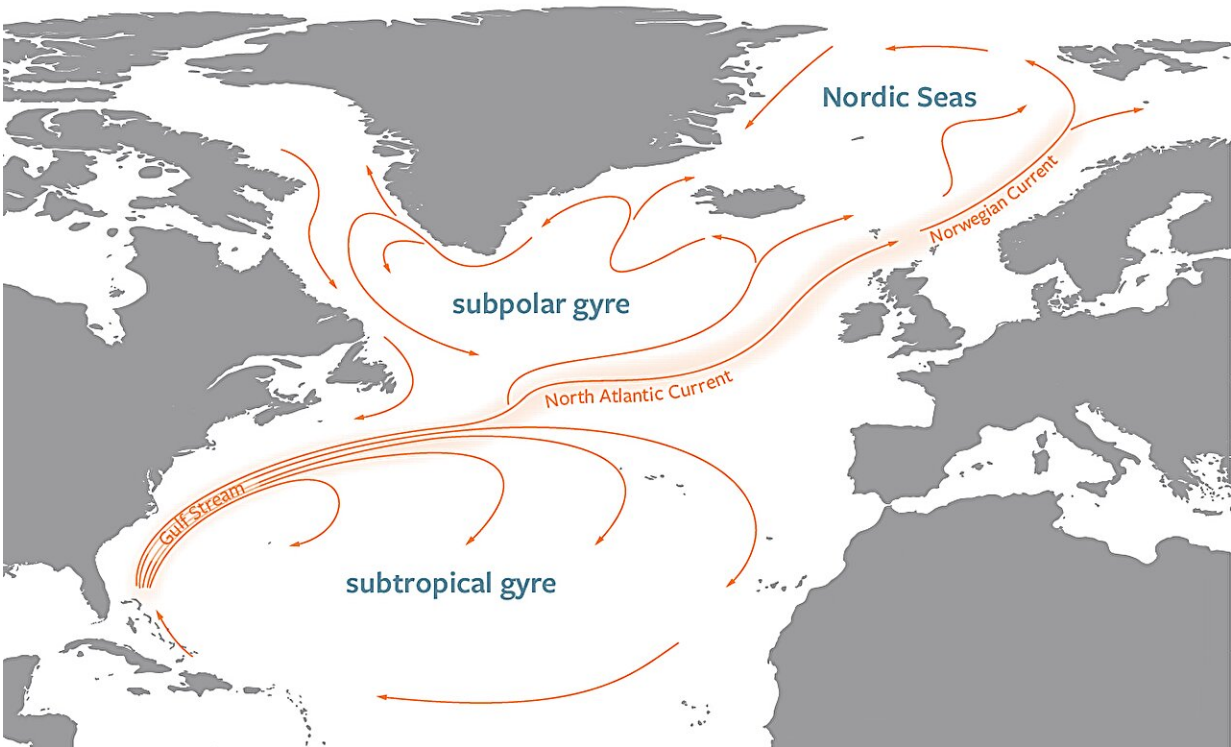 Nordic Seas
Norwegian Current
subpolar gyre
North Atlantic Current
Gulf Stream
subtropical gyre